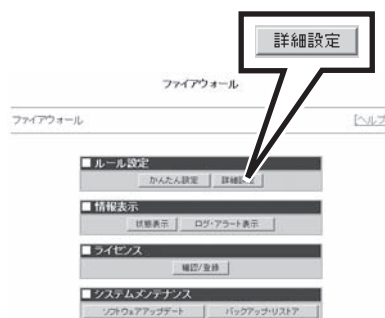 詳細設定
ファイアウォール
ファイアウォール [ヘルプ
■ ルール設定
かんたん設定 詳細設定
■ 情報表示
状態表示 ログ・アラート表示
■ ライセンス
確認/登録
■ システムメンテナンス
ソフトウェアアップデート バックアップ・リストア